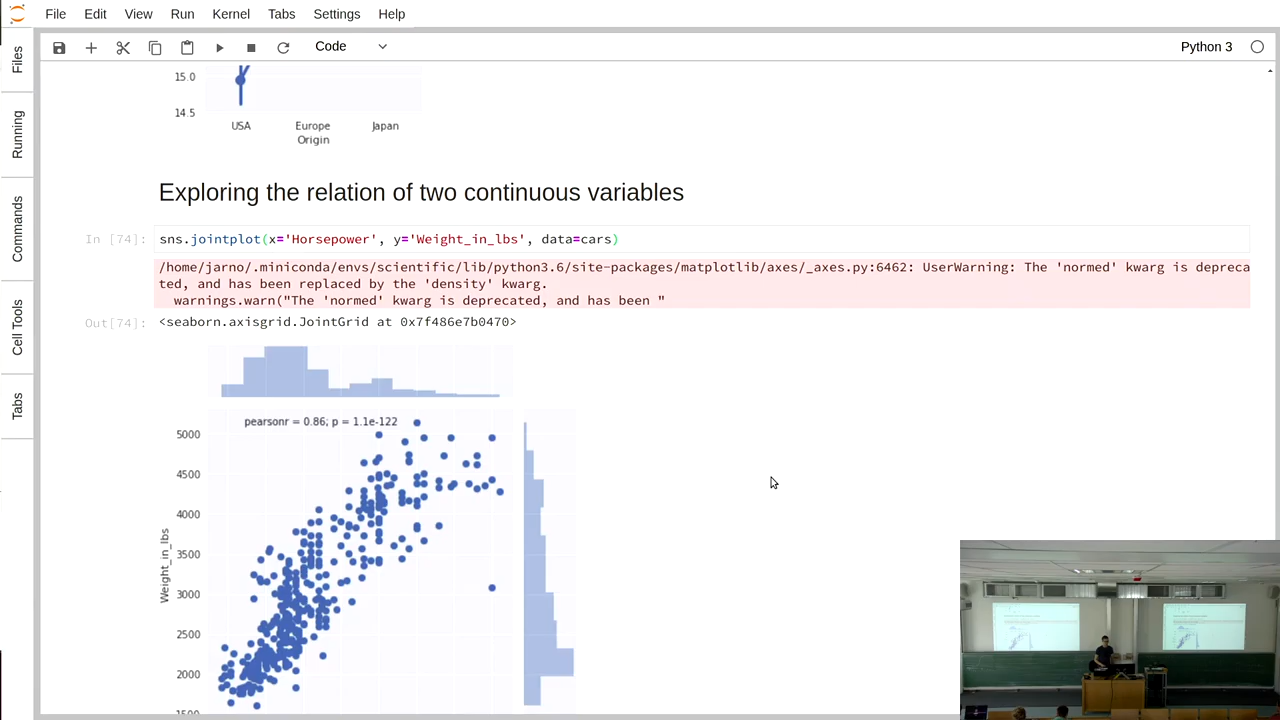 File Edit View Run Kernel Tabs Settings Help
Code
Python 3
Files
Running
Commands
Cell Tools
Tabs
15.0
14.5
USA Europe Japan
Origin
Exploring the relation of two continuous variables
In [74]: sns.jointplot(x='Horsepower', y='Weight_in_lbs', data=cars)
/home/jarno/.miniconda/envs/scientific/lib/python3.6/site-packages/matplotlib/axes/_axes.py:6462: UserWarning: The 'normed' kwarg is depreca
ted, and has been replaced by the 'density' kwarg.
warnings.warn("The 'normed' kwarg is deprecated, and has been "
Out[74]: <seaborn.axisgrid.JointGrid at 0x7f486e7b0470>
pearsonr = 0.86; p = 1.1e-122
5000
4500
4000
3500
3000
2500
2000
1500
Weight_in_lbs